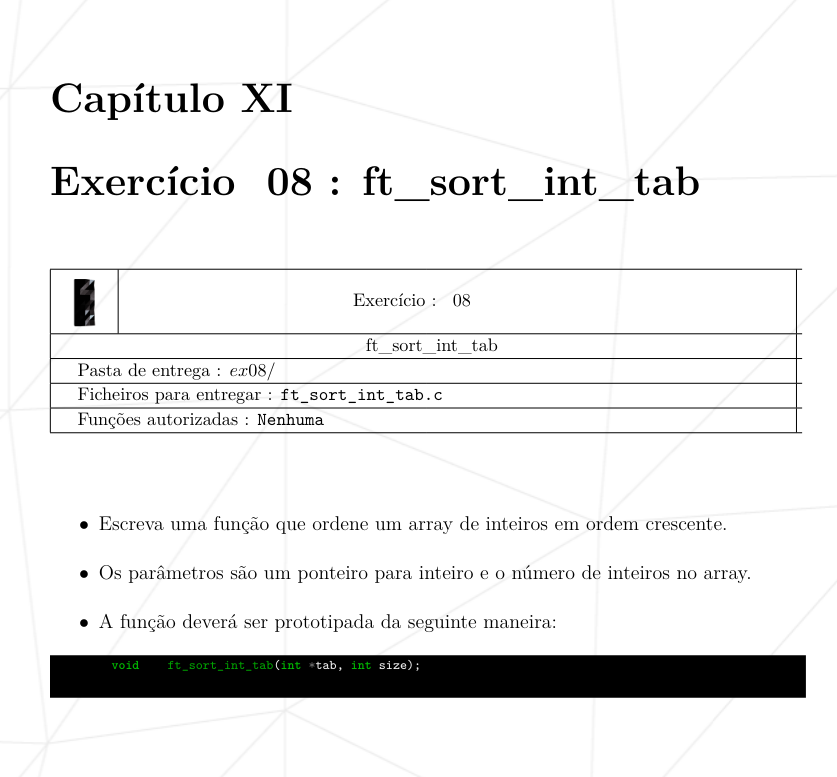 Capítulo XI
Exercício 08 : ft_sort_int_tab
Exercício : 08
ft_sort_int_tab
Pasta de entrega : ex08/
Ficheiros para entregar : ft_sort_int_tab.c
Funções autorizadas : Nenhuma
• Escreva uma função que ordene um array de inteiros em ordem crescente.
• Os parâmetros são um ponteiro para inteiro e o número de inteiros no array.
• A função deverá ser prototipada da seguinte maneira:
void ft_sort_int_tab(int *tab, int size);